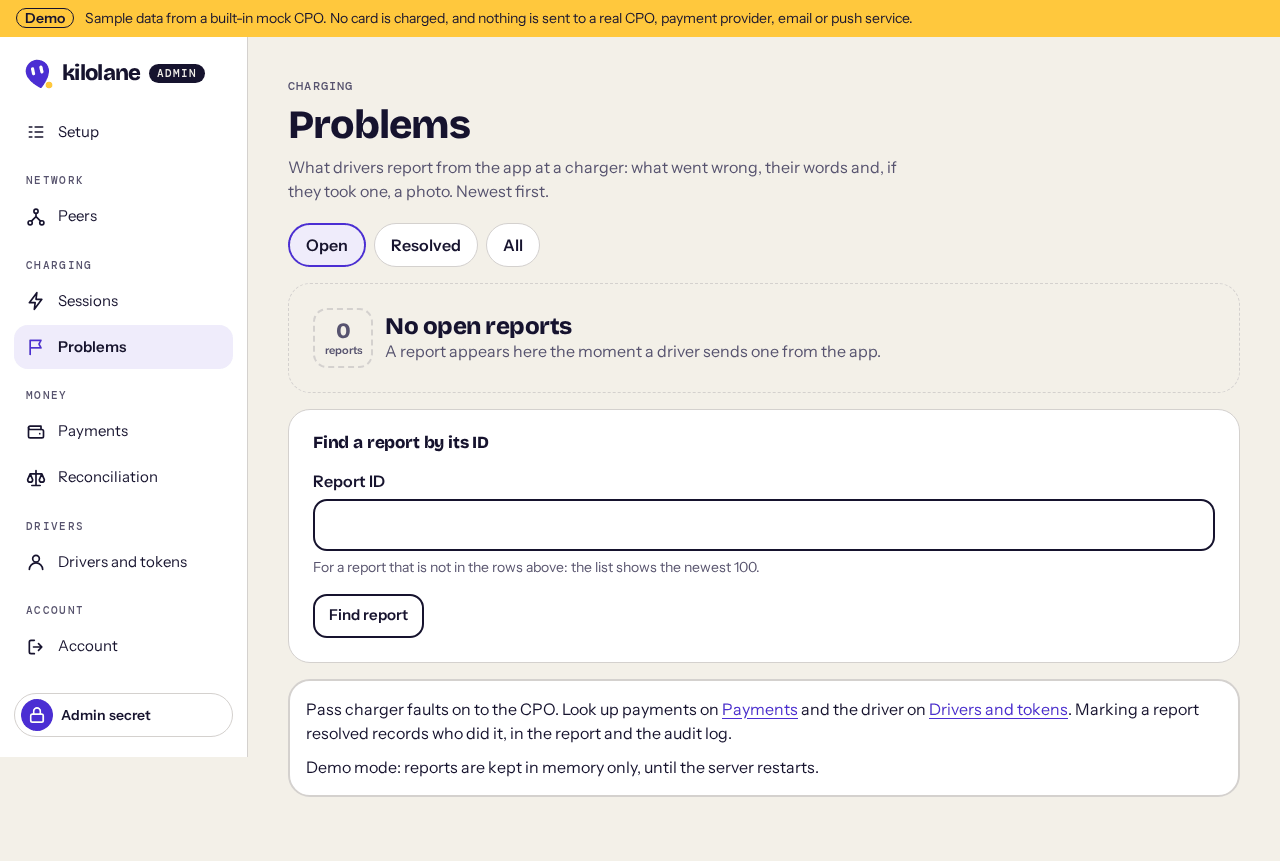 Demo
Sample data from a built-in mock CPO. No card is charged, and nothing is sent to a real CPO, payment provider, email or push service.
kilolane ADMIN
Setup
NETWORK
Peers
CHARGING
Sessions
Problems
MONEY
Payments
Reconciliation
DRIVERS
Drivers and tokens
ACCOUNT
Account
Admin secret
CHARGING
Problems
What drivers report from the app at a charger: what went wrong, their words and, if
they took one, a photo. Newest first.
Open
Resolved
All
0
reports
No open reports
A report appears here the moment a driver sends one from the app.
Find a report by its ID
Report ID
For a report that is not in the rows above: the list shows the newest 100.
Find report
Pass charger faults on to the CPO. Look up payments on Payments and the driver on Drivers and tokens. Marking a report
resolved records who did it, in the report and the audit log.
Demo mode: reports are kept in memory only, until the server restarts.